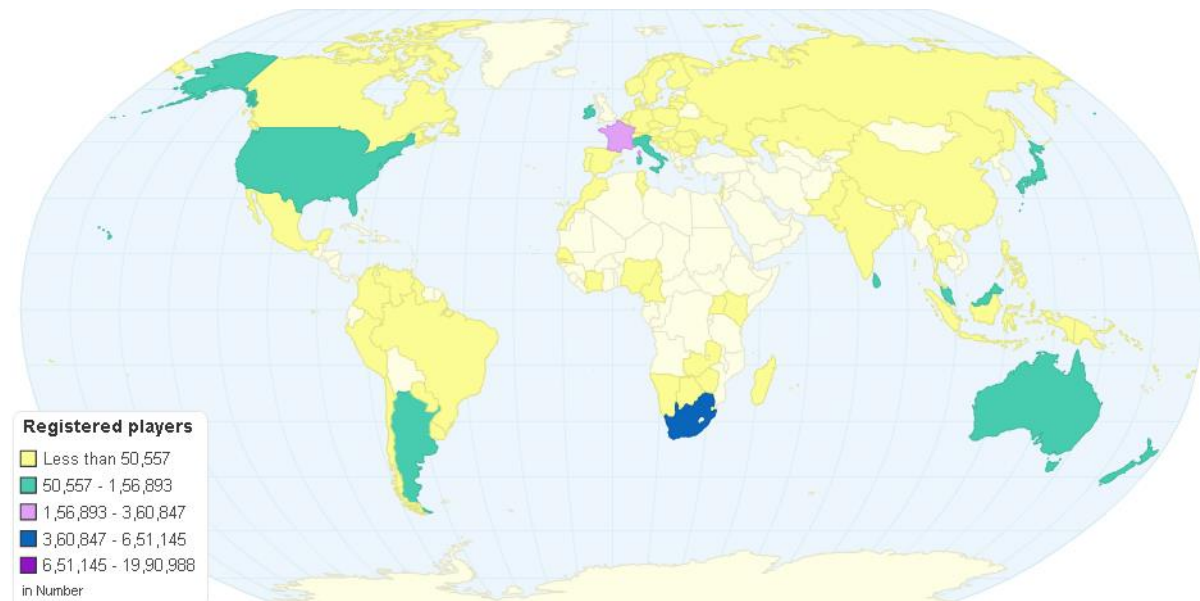 Registered players
Less than 50,557
50,557 - 1,56,893
1,56,893 - 3,60,847
3,60,847 - 6,51,145
6,51,145 - 19,90,988
in Number